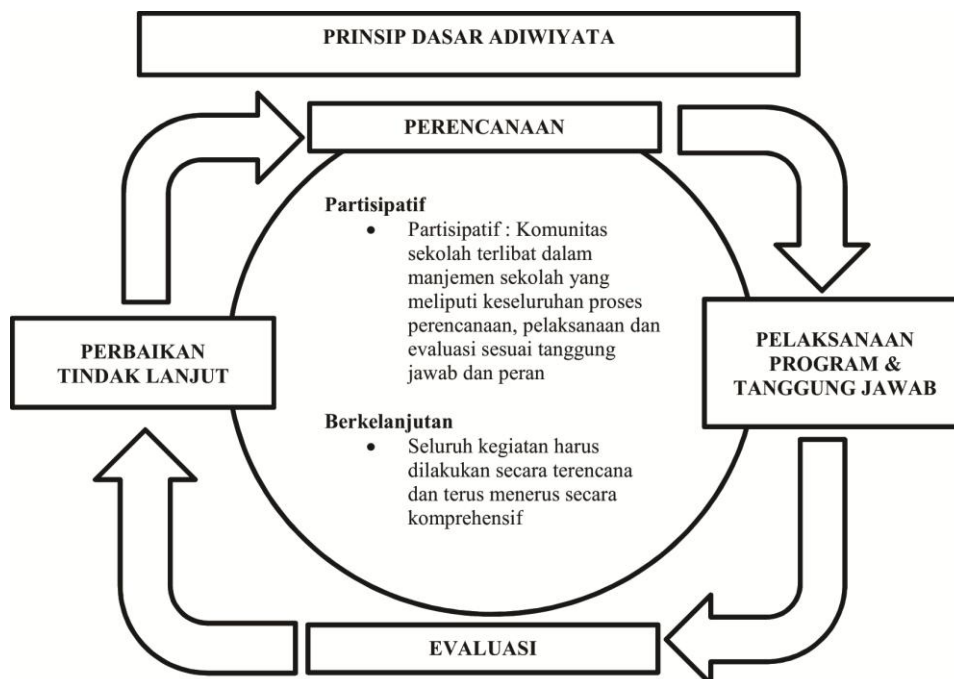 PRINSIP DASAR ADIWIYATA
PERENCANAAN
Partisipatif
• Partisipatif : Komunitas
sekolah terlibat dalam
manjemen sekolah yang
meliputi keseluruhan proses
perencanaan, pelaksanaan dan
evaluasi sesuai tanggung
jawab dan peran
Berkelanjutan
• Seluruh kegiatan harus
dilakukan secara terencana
dan terus menerus secara
komprehensif
PERBAIKAN
TINDAK LANJUT
PELAKSANAAN
PROGRAM &
TANGGUNG JAWAB
EVALUASI